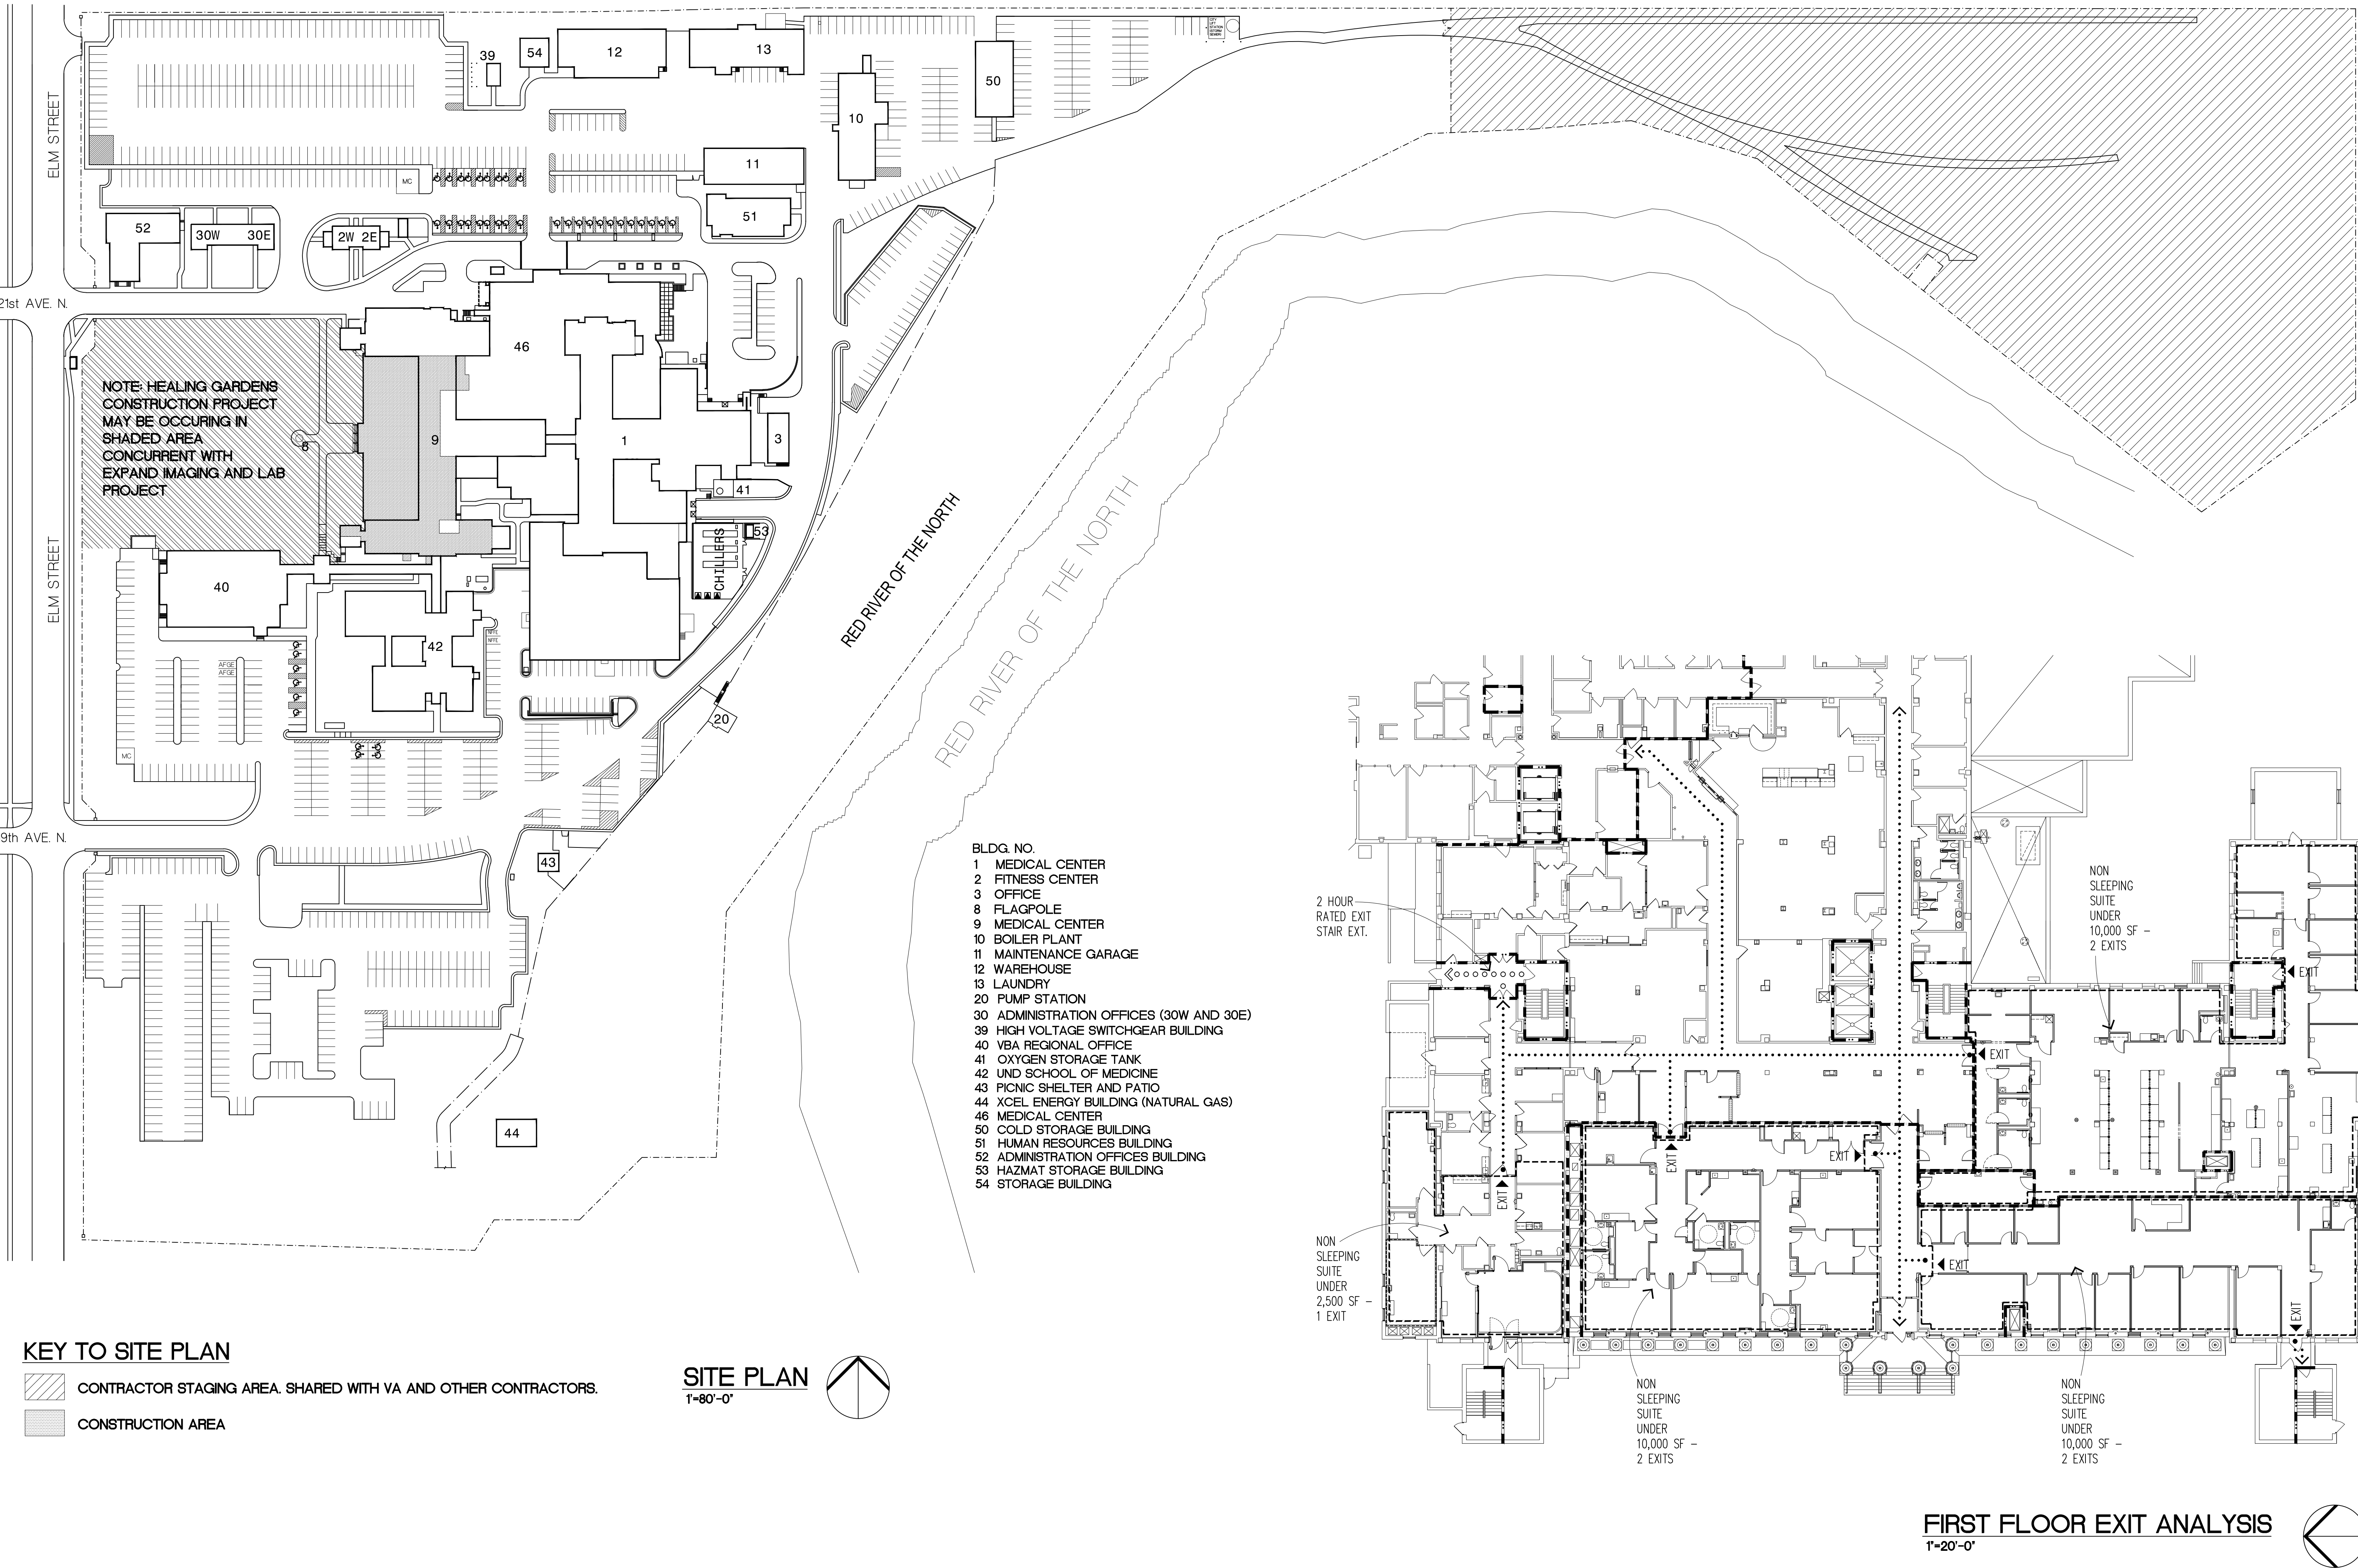 ELM STREET
39
54
12
13
50
CITY
LIFT
STATION
10
11
MC
51
52
30W
30E
2W 2E
21st AVE. N.
46
NOTE: HEALING GARDENS
CONSTRUCTION PROJECT
MAY BE OCCURING IN
SHADED AREA
CONCURRENT WITH
EXPAND IMAGING AND LAB
PROJECT
8
9
1
3
41
CHILLERS
53
RED RIVER OF THE NORTH
RED RIVER OF THE NORTH
ELM STREET
40
42
NFFE
NFFE
AFGE
AFGE
MC
20
9th AVE. N.
43
44
BLDG. NO.
1 MEDICAL CENTER
2 FITNESS CENTER
3 OFFICE
8 FLAGPOLE
9 MEDICAL CENTER
10 BOILER PLANT
11 MAINTENANCE GARAGE
12 WAREHOUSE
13 LAUNDRY
20 PUMP STATION
30 ADMINISTRATION OFFICES (30W AND 30E)
39 HIGH VOLTAGE SWITCHGEAR BUILDING
40 VBA REGIONAL OFFICE
41 OXYGEN STORAGE TANK
42 UND SCHOOL OF MEDICINE
43 PICNIC SHELTER AND PATIO
44 XCEL ENERGY BUILDING (NATURAL GAS)
46 MEDICAL CENTER
50 COLD STORAGE BUILDING
51 HUMAN RESOURCES BUILDING
52 ADMINISTRATION OFFICES BUILDING
53 HAZMAT STORAGE BUILDING
54 STORAGE BUILDING
KEY TO SITE PLAN
CONTRACTOR STAGING AREA. SHARED WITH VA AND OTHER CONTRACTORS.
CONSTRUCTION AREA
SITE PLAN
1"=80'-0"
2 HOUR
RATED EXIT
STAIR EXT.
NON
SLEEPING
SUITE
UNDER
10,000 SF -
2 EXITS
EXIT
EXIT
EXIT
EXIT
EXIT
EXIT
EXIT
NON
SLEEPING
SUITE
UNDER
2,500 SF -
1 EXIT
NON
SLEEPING
SUITE
UNDER
10,000 SF -
2 EXITS
NON
SLEEPING
SUITE
UNDER
10,000 SF -
2 EXITS
FIRST FLOOR EXIT ANALYSIS
1"=20'-0"